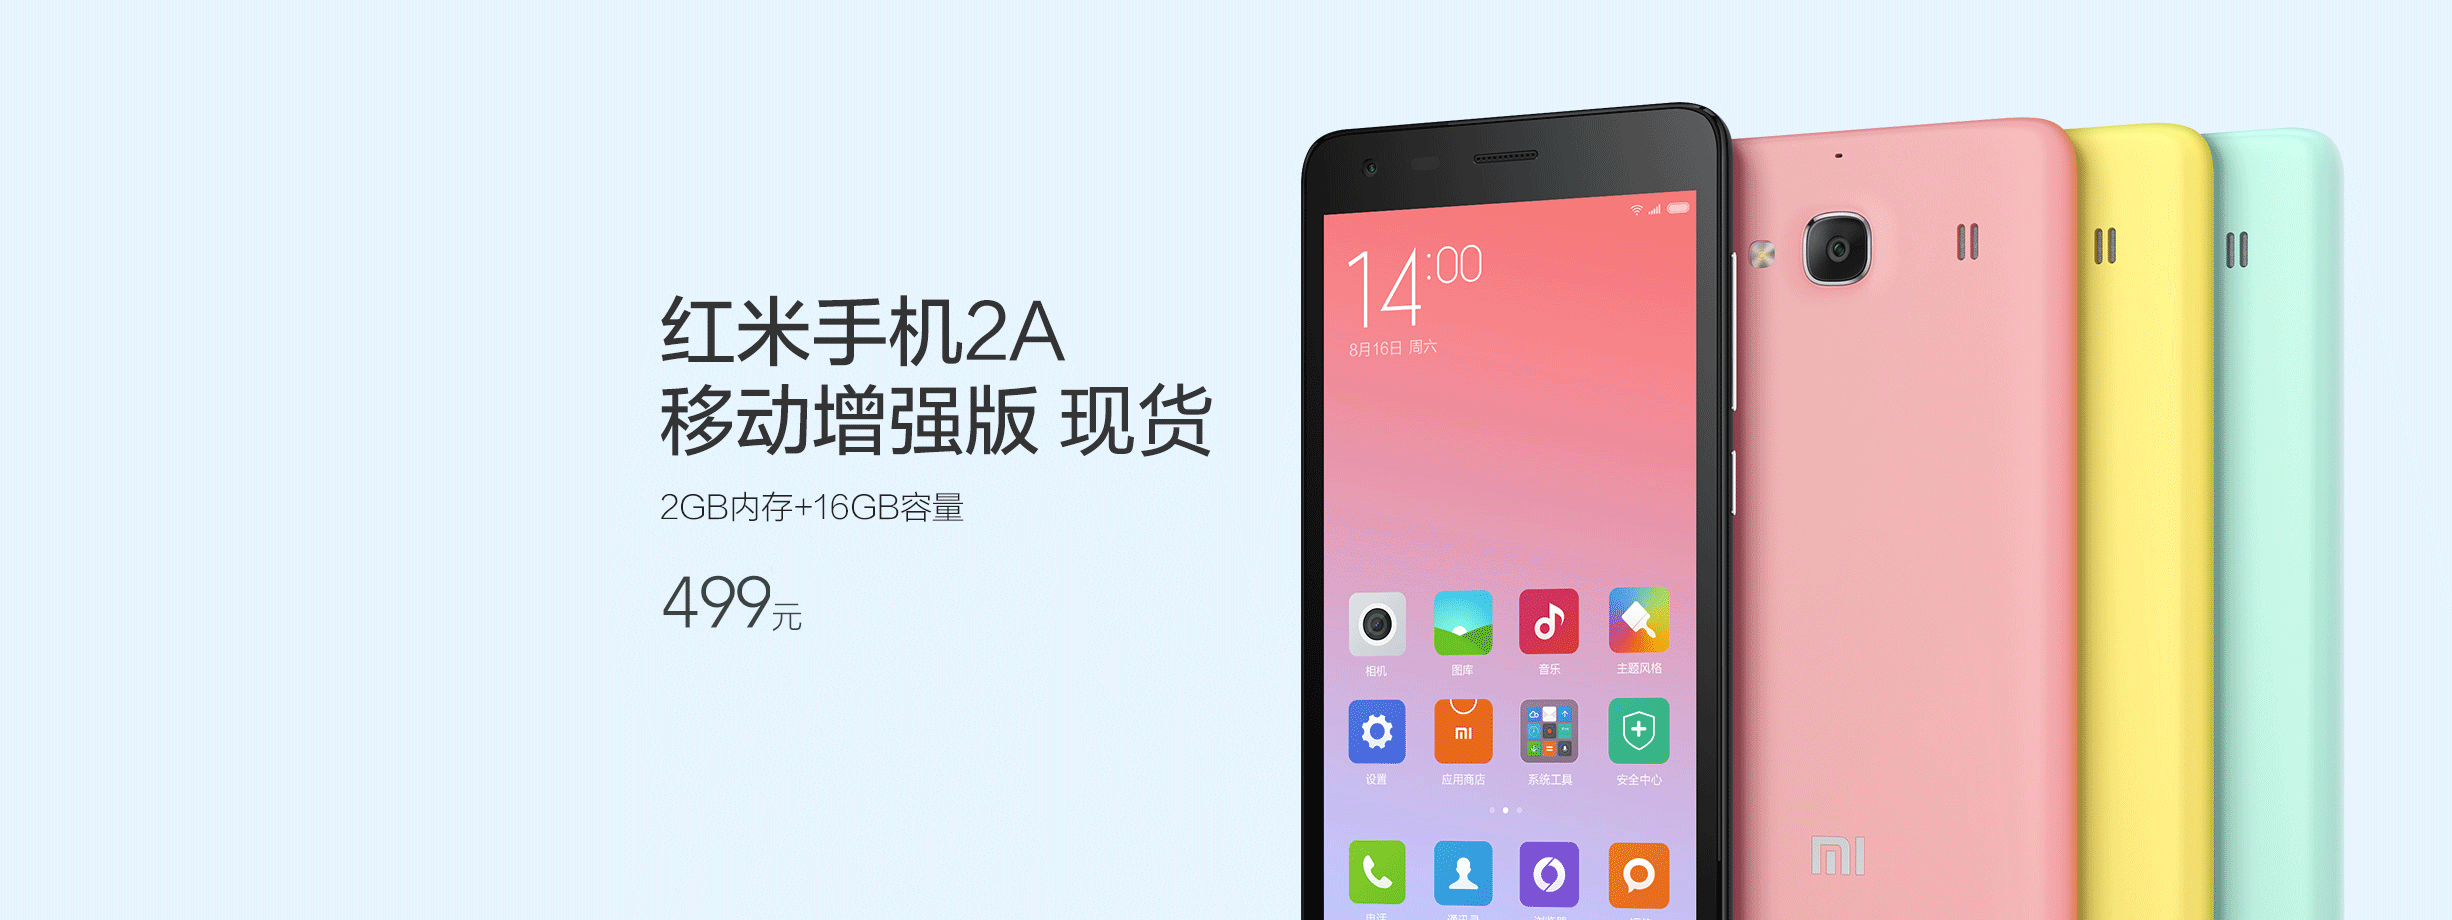 红米手机2A
移动增强版 现货
2GB内存+16GB容量
499元
14:00
8月16日 周六
相机 图库 音乐 主题风格
mi
设置 应用商店 系统工具 安全中心
mi